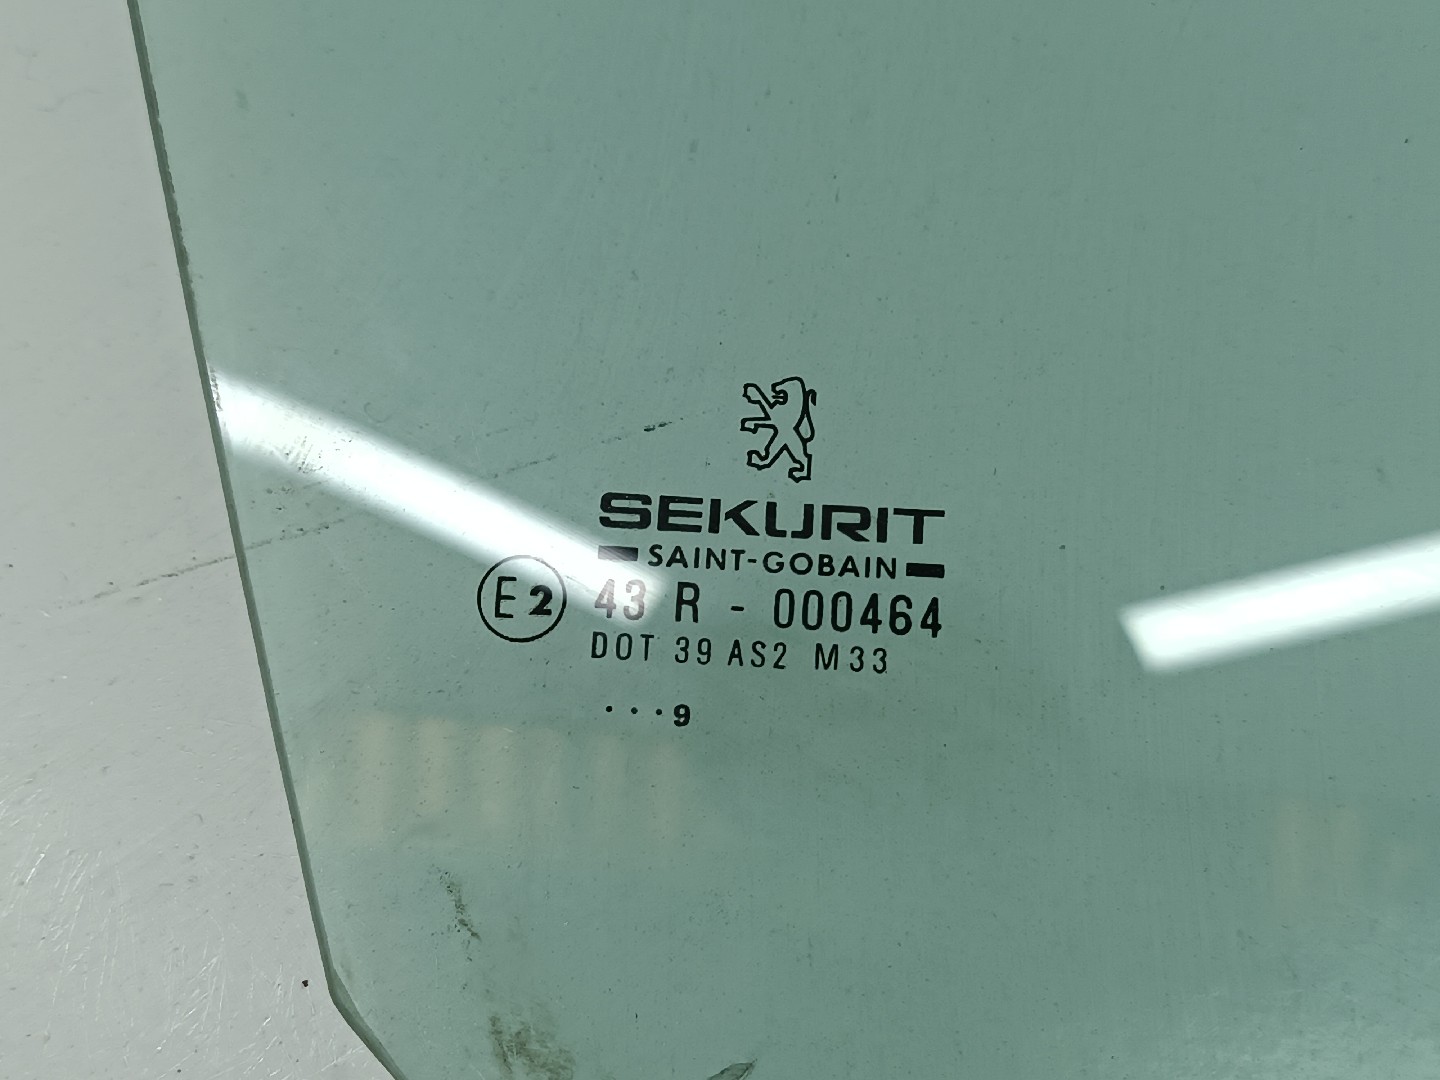 SEKURIT
SAINT-GOBAIN
E2 43 R - 000464
DOT 39 AS2 M33
...9